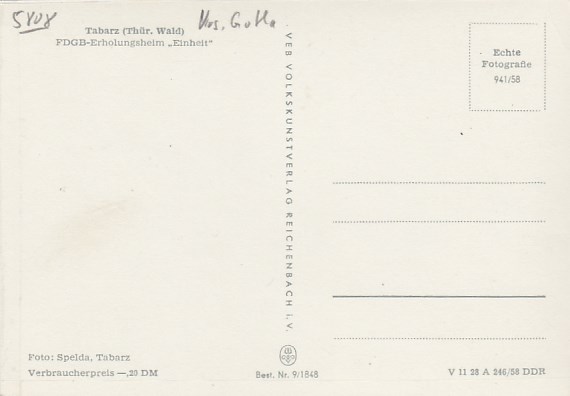 5808 Krs. Gotha
Tabarz (Thür. Wald)
FDGB-Erholungsheim „Einheit“
VEB VOLKSKUNSTVERLAG REICHENBACH i. V.
Echte
Fotografie
941/58
Foto: Spelda, Tabarz
Verbraucherpreis —,20 DM
Best. Nr. 9/1848
V 11 28 A 246/58 DDR